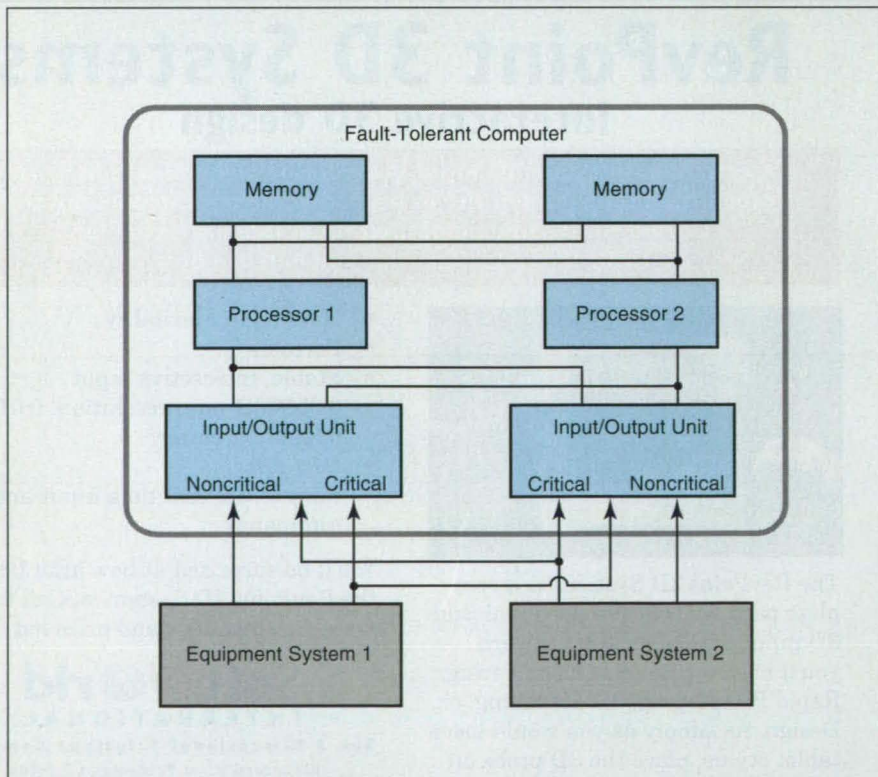 Fault-Tolerant Computer
Memory
Memory
Processor 1
Processor 2
Input/Output Unit
Noncritical Critical
Input/Output Unit
Critical Noncritical
Equipment System 1
Equipment System 2